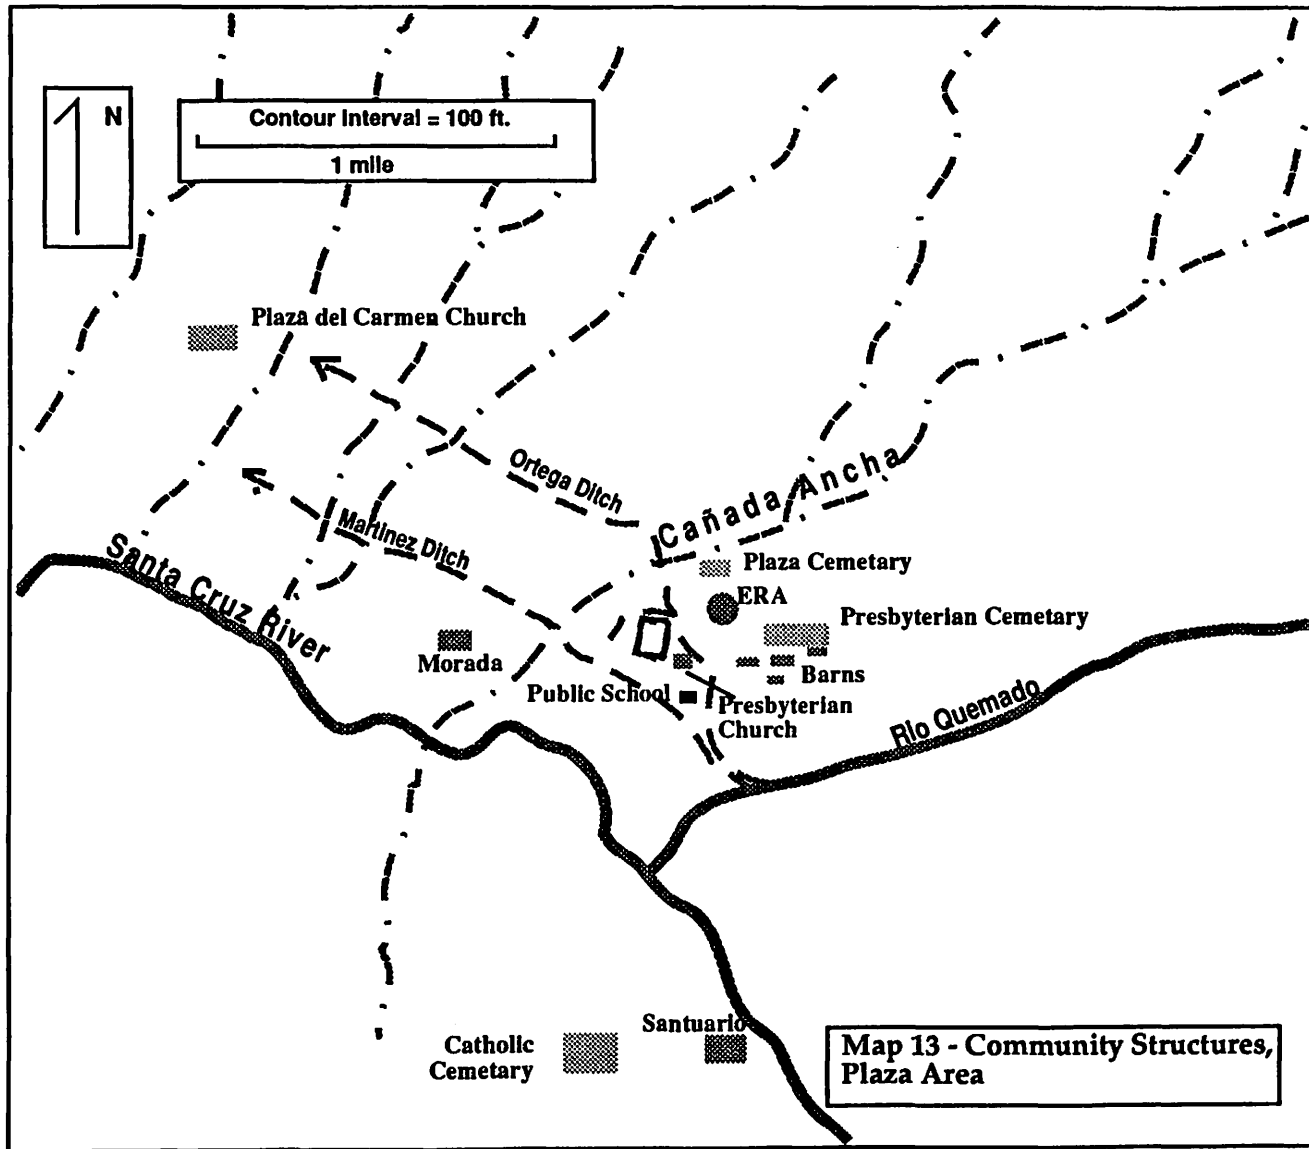 N
Contour Interval = 100 ft.
1 mile
Plaza del Carmen Church
Ortega Ditch
Cañada Ancha
Martinez Ditch
Santa Cruz River
Plaza Cemetary
ERA
Presbyterian Cemetary
Morada
Barns
Public School
Presbyterian
Church
Rio Quemado
Santuario
Catholic
Cemetary
Map 13 - Community Structures,
Plaza Area